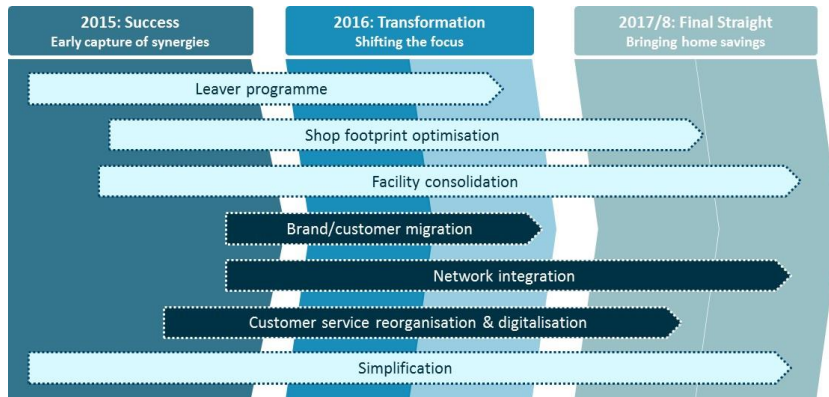 2015: Success
Early capture of synergies
2016: Transformation
Shifting the focus
2017/8: Final Straight
Bringing home savings
Leaver programme
Shop footprint optimisation
Facility consolidation
Brand/customer migration
Network integration
Customer service reorganisation & digitalisation
Simplification